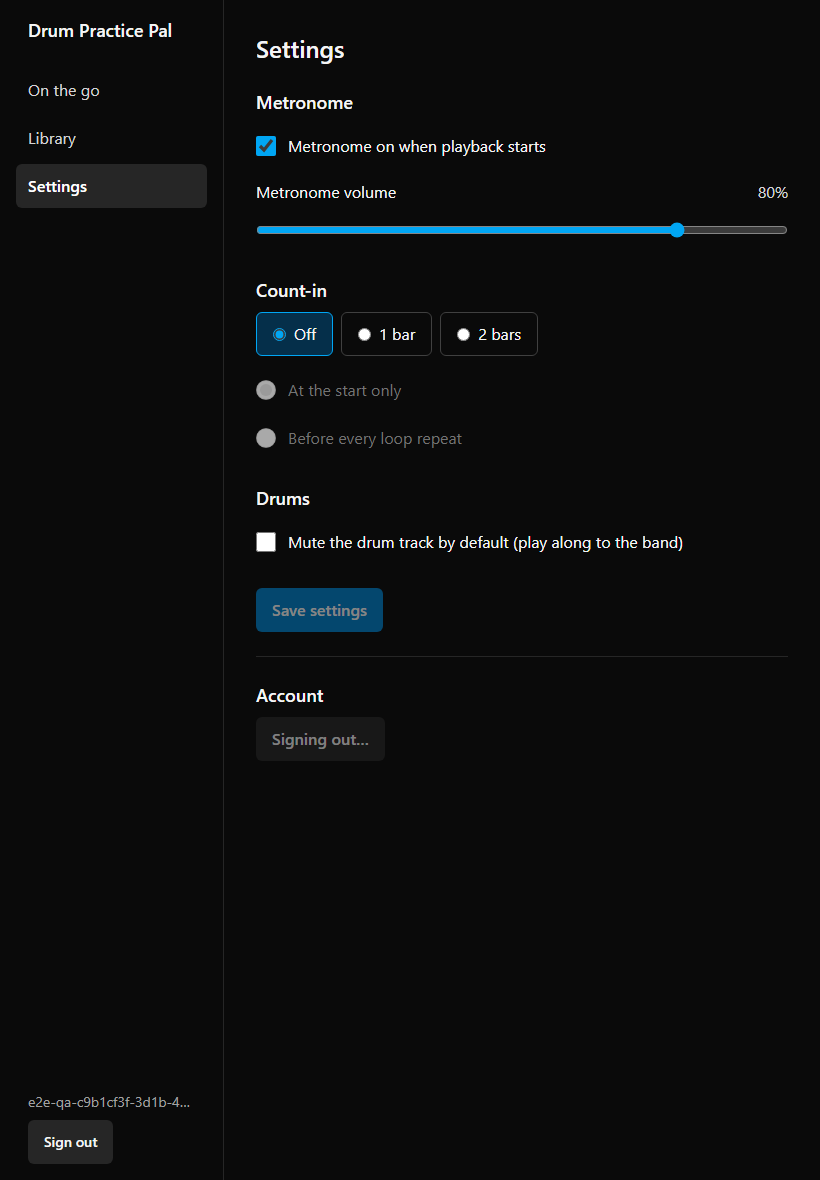 Drum Practice Pal
On the go
Library
Settings
e2e-qa-c9b1cf3f-3d1b-4...
Sign out
Settings
Metronome
Metronome on when playback starts
Metronome volume 80%
Count-in
Off 1 bar 2 bars
At the start only
Before every loop repeat
Drums
Mute the drum track by default (play along to the band)
Save settings
Account
Signing out...